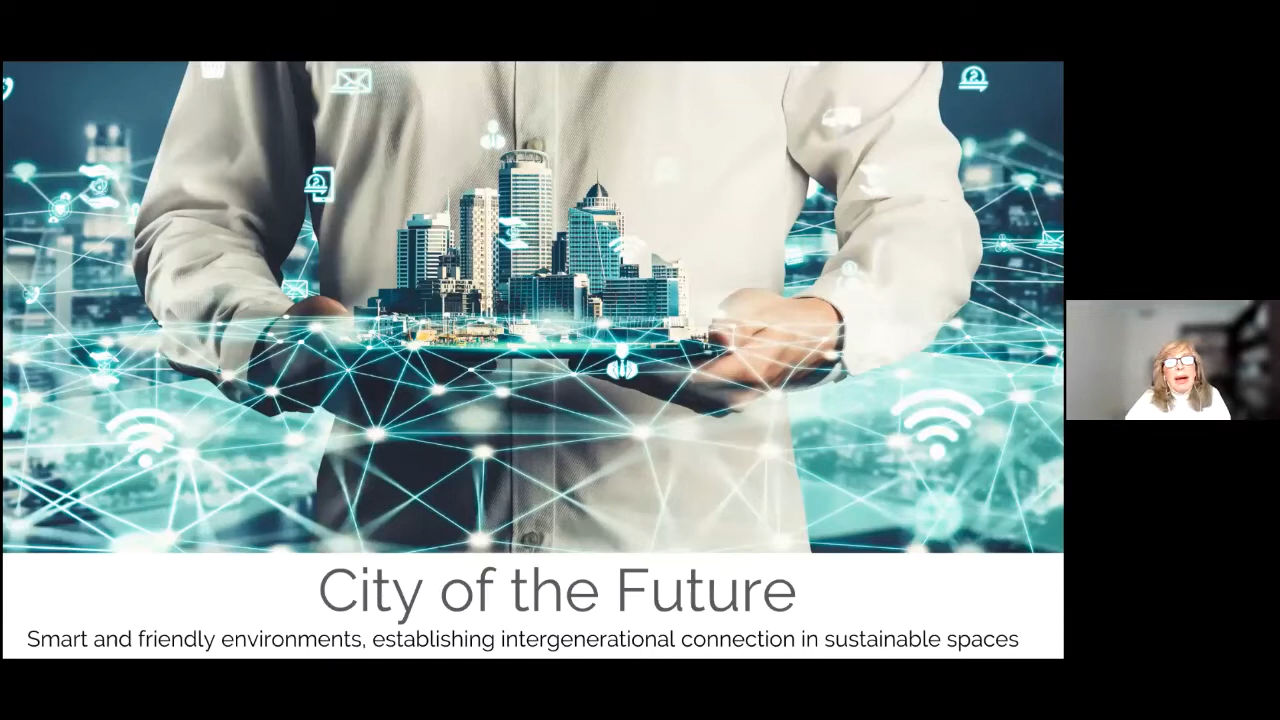 City of the Future
Smart and friendly environments, establishing intergenerational connection in sustainable spaces